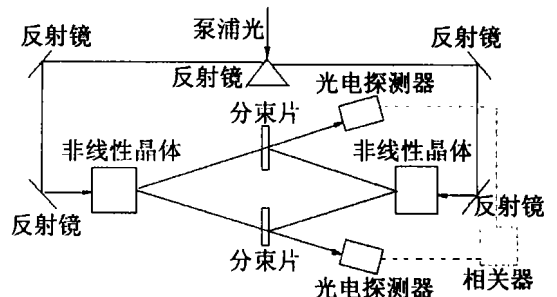 泵浦光
反射镜
反射镜
反射镜
光电探测器
分束片
非线性晶体
非线性晶体
反射镜
反射镜
分束片
光电探测器
相关器